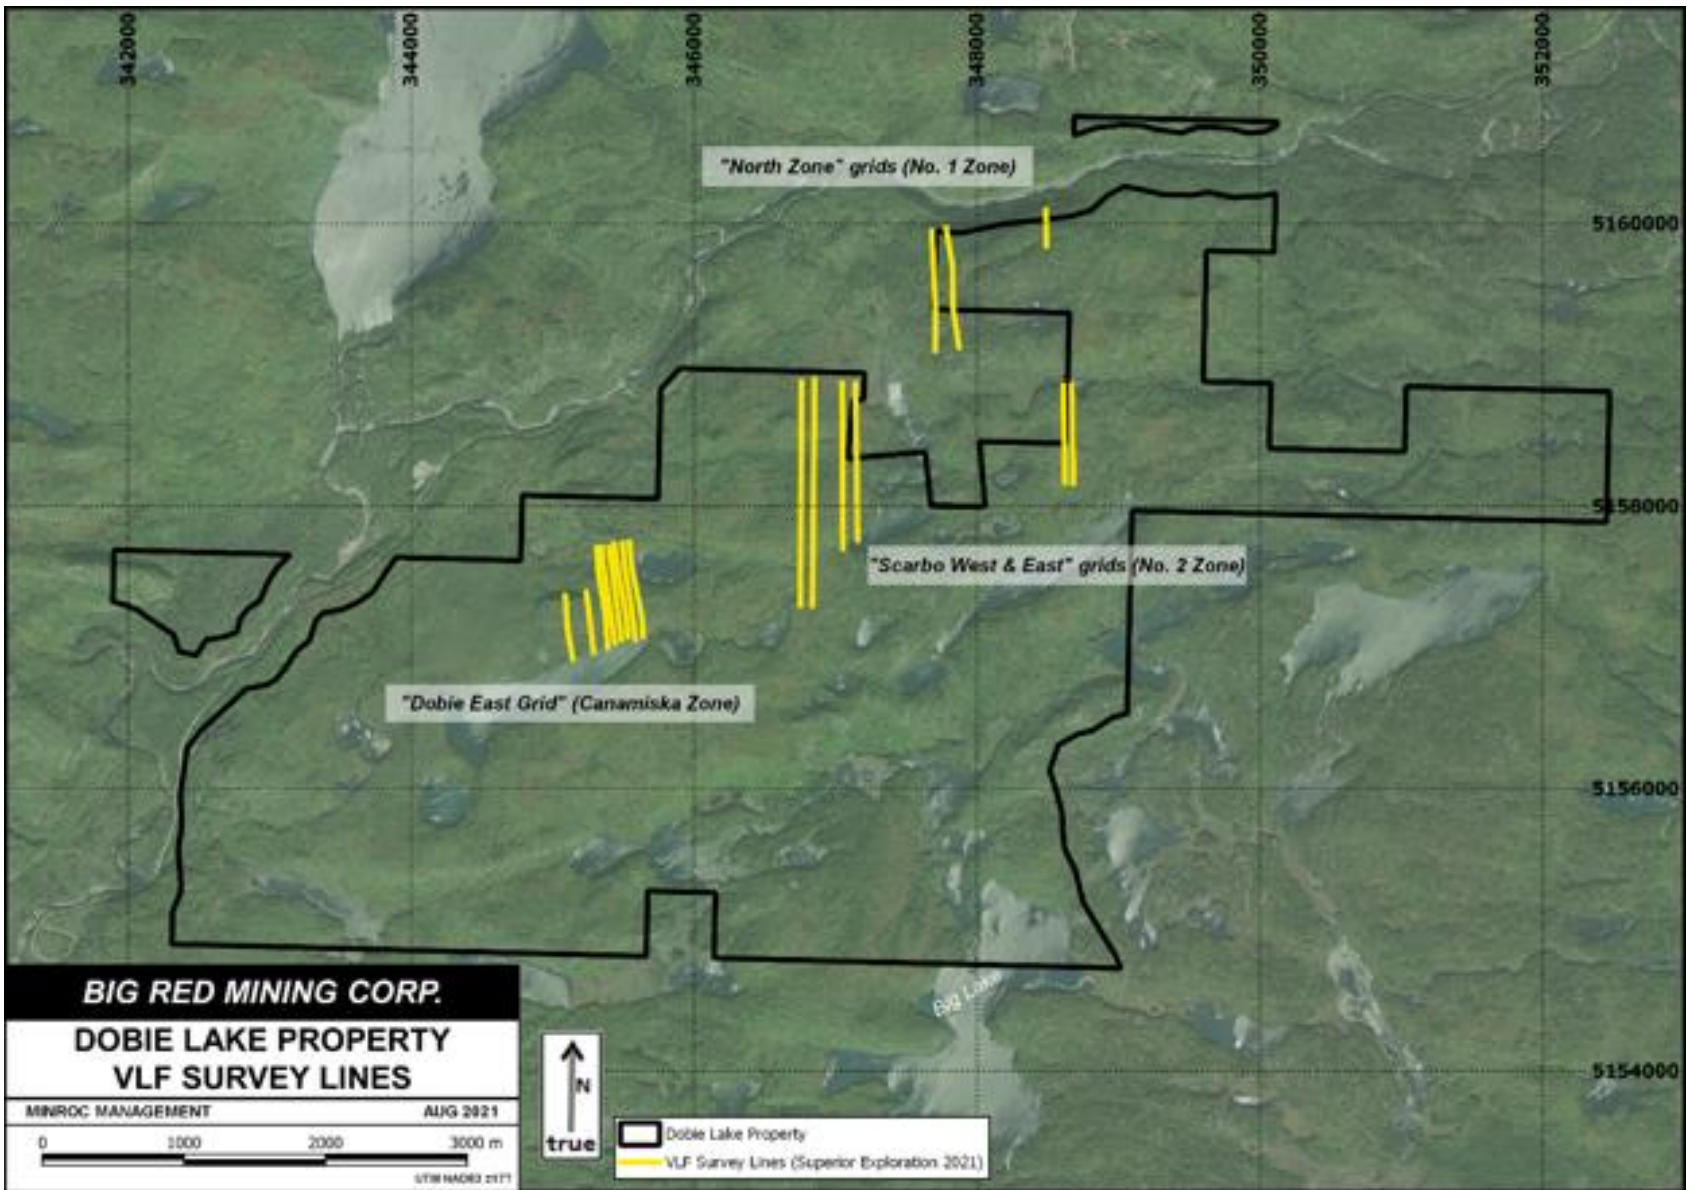 342000
344000
346000
348000
350000
352000
"North Zone" grids (No. 1 Zone)
5160000
5158000
"Scarbo West & East" grids (No. 2 Zone)
"Dobie East Grid" (Canamiska Zone)
5156000
Big Lake
5154000
BIG RED MINING CORP.
DOBIE LAKE PROPERTY
VLF SURVEY LINES
MINROC MANAGEMENT AUG 2021
0 1000 2000 3000 m
UTM NAD83 z17T
N
true
Dobie Lake Property
VLF Survey Lines (Superior Exploration 2021)